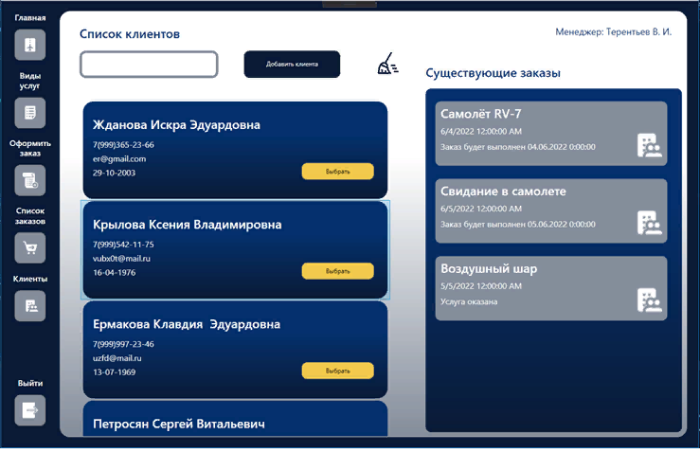 Главная
Виды
услуг
Оформить
заказ
Список
заказов
Клиенты
Выйти
Список клиентов
Добавить клиента
Менеджер: Терентьев В. И.
Жданова Искра Эдуардовна
7(999)365-23-66
er@gmail.com
29-10-2003
Выбрать
Крылова Ксения Владимировна
7(999)542-11-75
vubx0t@mail.ru
16-04-1976
Выбрать
Ермакова Клавдия  Эдуардовна
7(999)997-23-46
uzfd@mail.ru
13-07-1969
Выбрать
Петросян Сергей Витальевич
Существующие заказы
Самолёт RV-7
6/4/2022 12:00:00 AM
Заказ будет выполнен 04.06.2022 0:00:00
Свидание в самолете
6/5/2022 12:00:00 AM
Заказ будет выполнен 05.06.2022 0:00:00
Воздушный шар
5/5/2022 12:00:00 AM
Услуга оказана